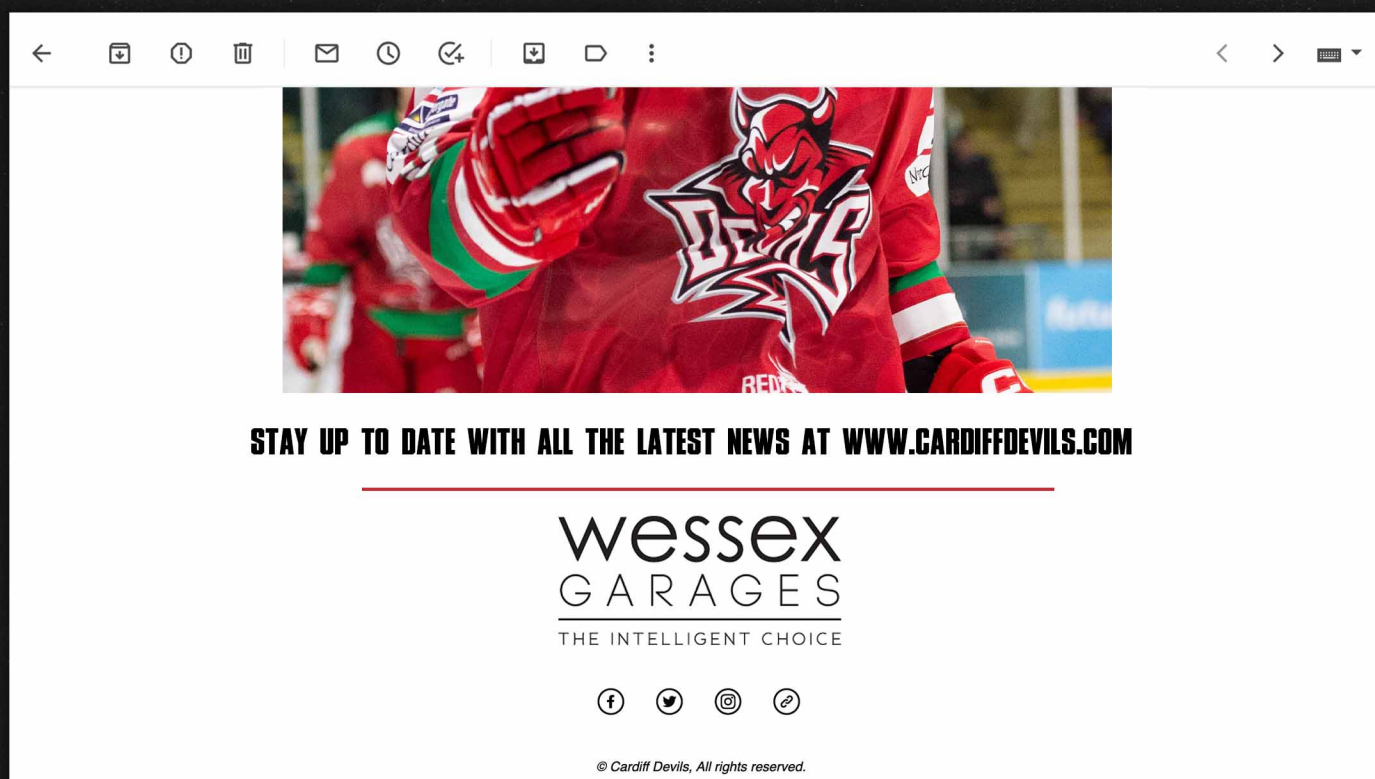 DEVILS
STAY UP TO DATE WITH ALL THE LATEST NEWS AT WWW.CARDIFFDEVILS.COM
wessex
GARAGES
THE INTELLIGENT CHOICE
© Cardiff Devils, All rights reserved.